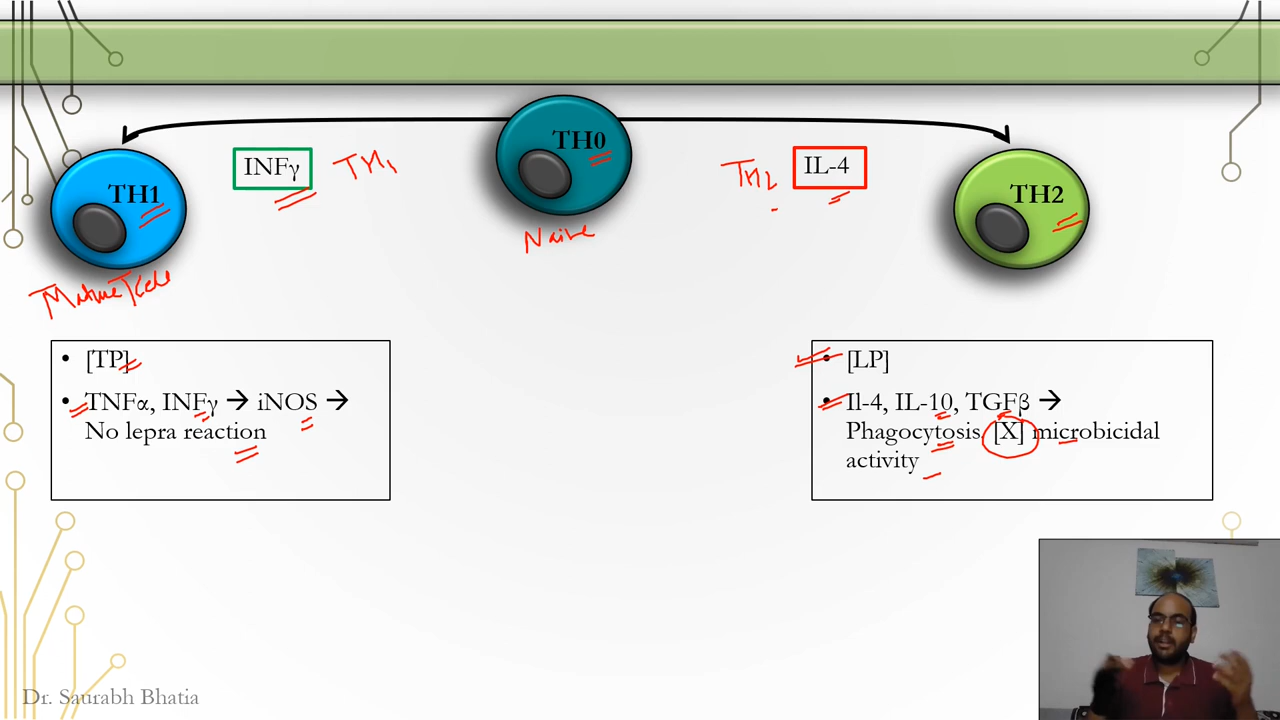 TH0
INFγ
TH1
IL-4
TH2
TH1
TH2
Naive
Mature T Cell
• [TP]
• TNFα, INFγ → iNOS →
No lepra reaction
• [LP]
• Il-4, IL-10, TGFβ →
Phagocytosis, [X] microbicidal
activity
Dr. Saurabh Bhatia